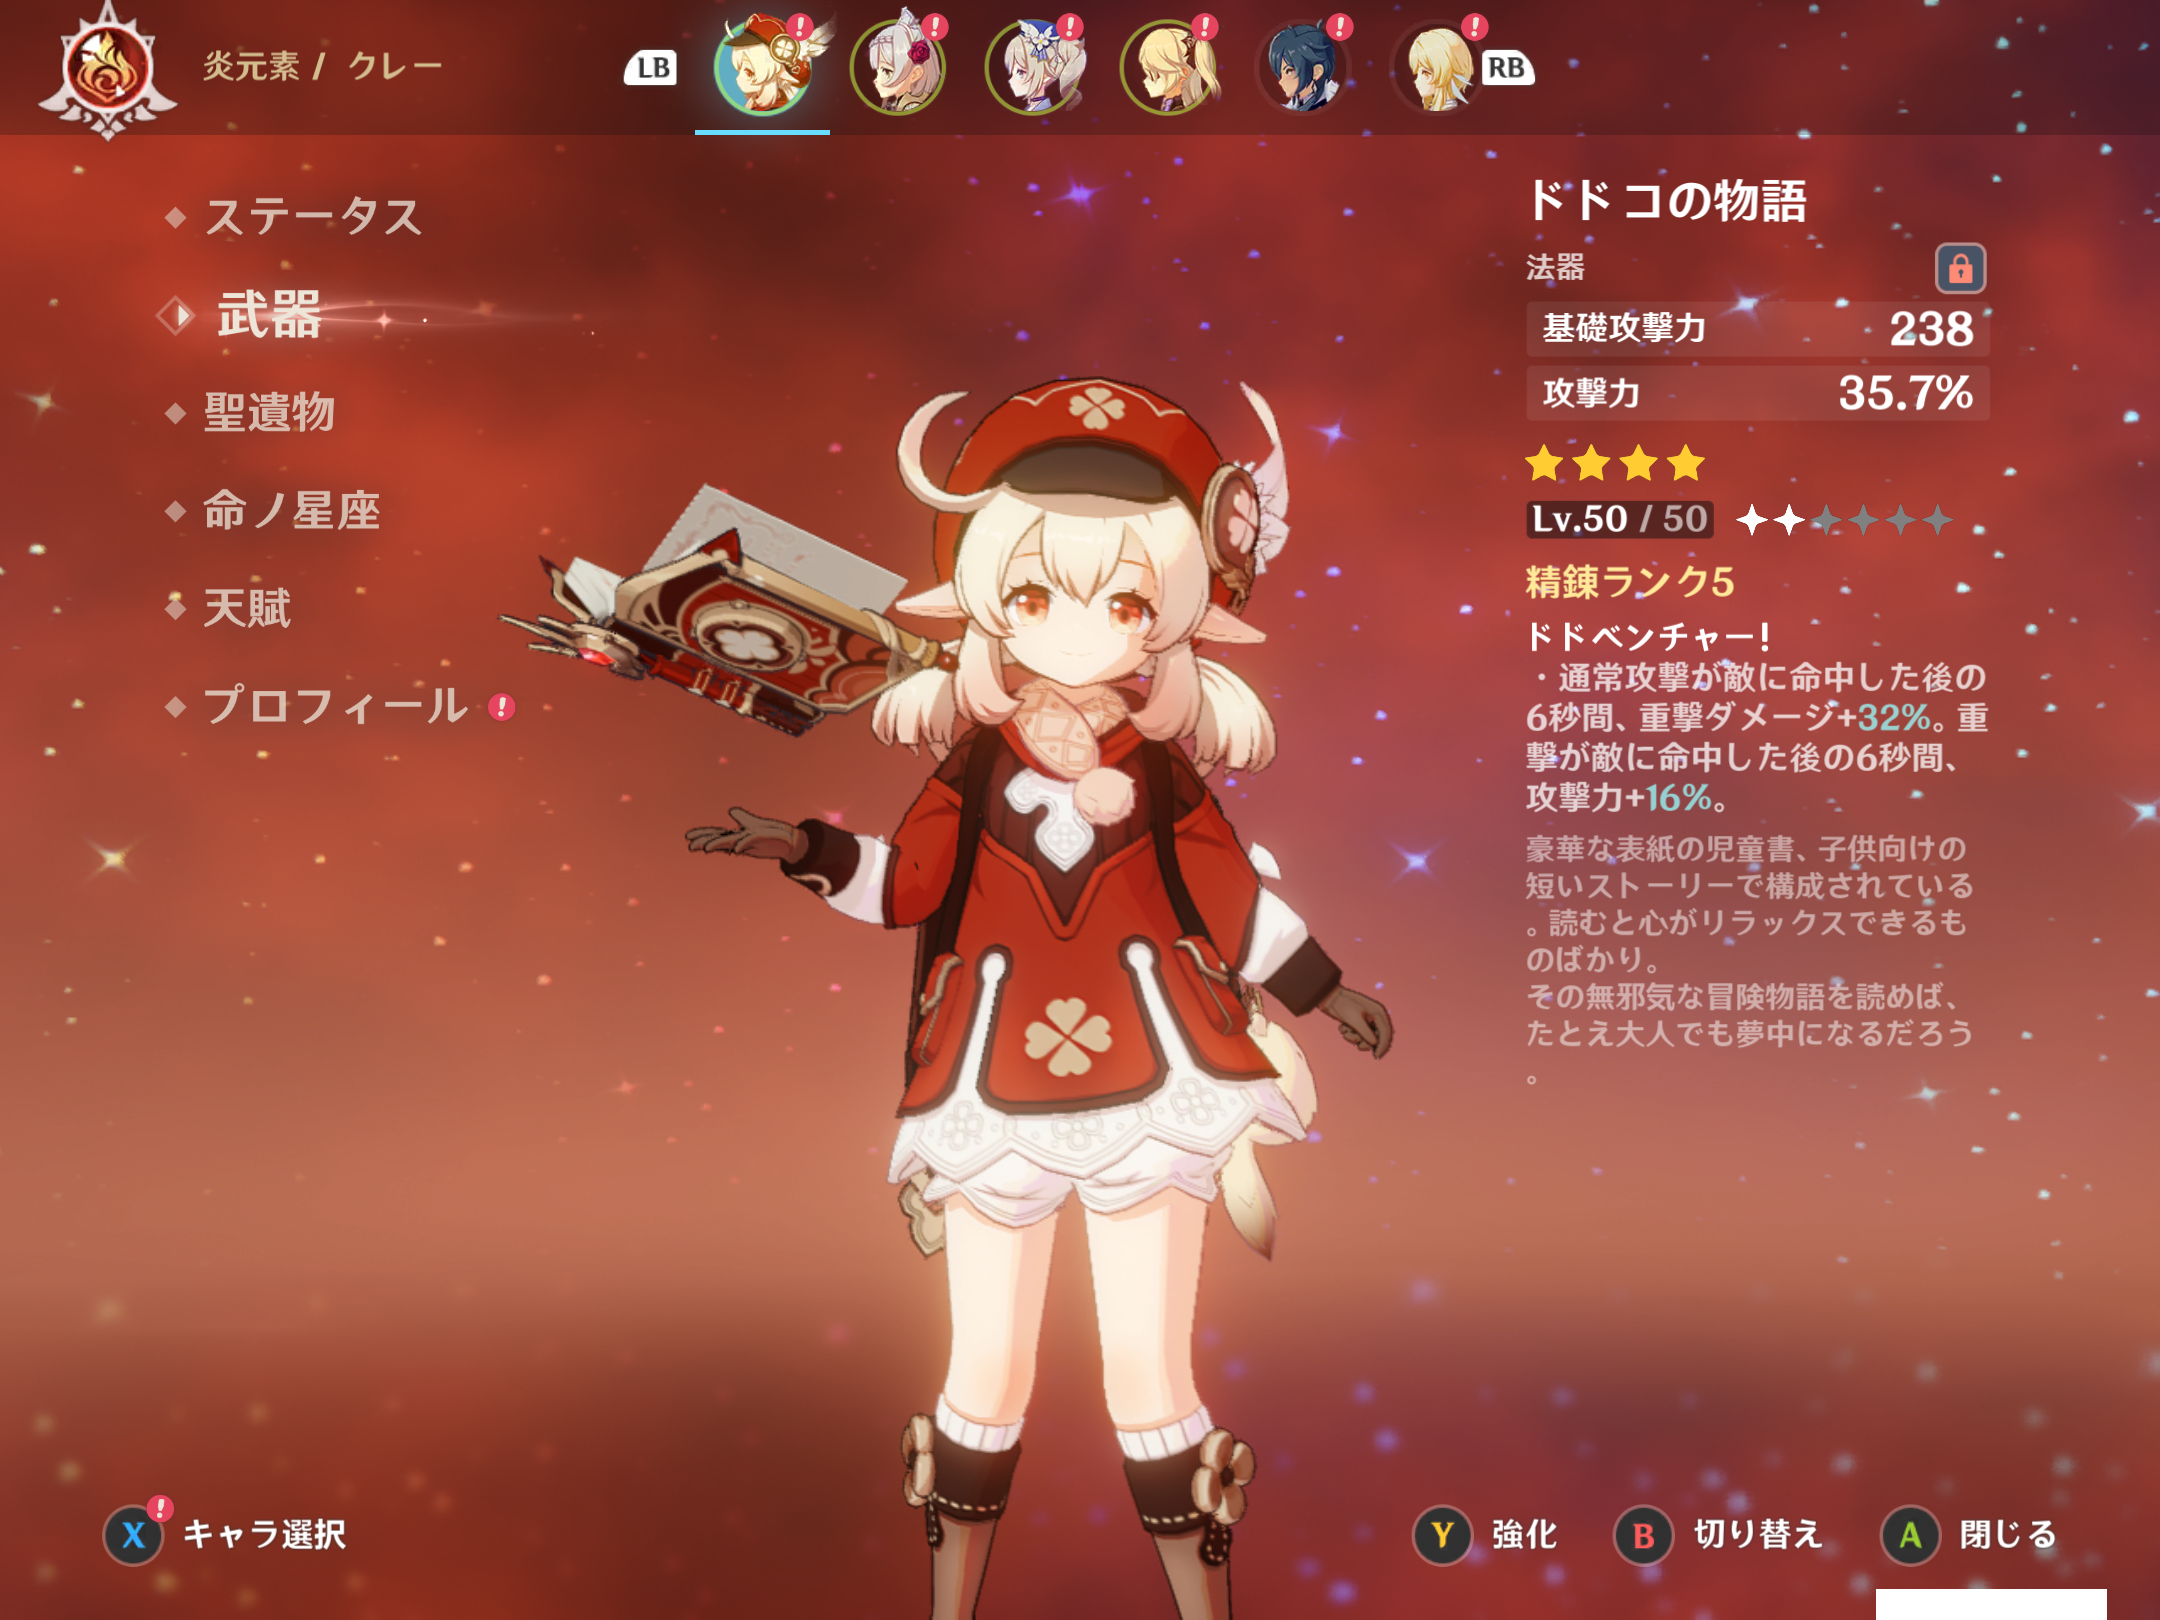 炎元素 / クレー
LB
RB
ステータス
武器
聖遺物
命ノ星座
天賦
プロフィール
ドドコの物語
法器
基礎攻撃力 238
攻撃力 35.7%
Lv.50 / 50
精錬ランク5
ドドベンチャー!
・通常攻撃が敵に命中した後の
6秒間、重撃ダメージ+32%。重
撃が敵に命中した後の6秒間、
攻撃力+16%。
豪華な表紙の児童書、子供向けの
短いストーリーで構成されている
。読むと心がリラックスできるも
のばかり。
その無邪気な冒険物語を読めば、
たとえ大人でも夢中になるだろう
。
X キャラ選択
Y 強化
B 切り替え
A 閉じる